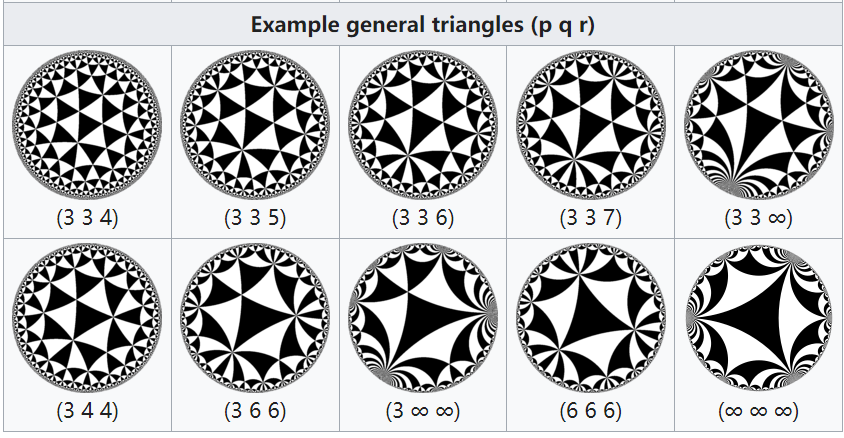 Example general triangles (p q r)
(3 3 4) (3 3 5) (3 3 6) (3 3 7) (3 3 ∞)
(3 4 4) (3 6 6) (3 ∞ ∞) (6 6 6) (∞ ∞ ∞)